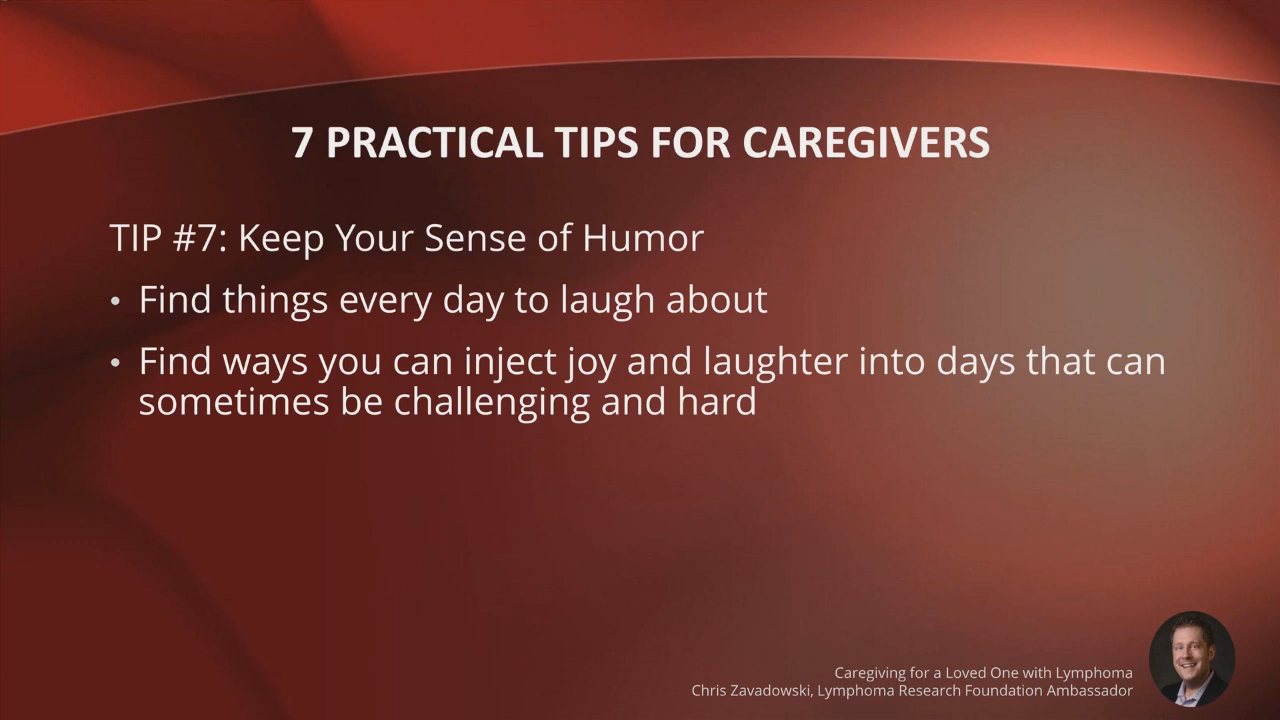 7 PRACTICAL TIPS FOR CAREGIVERS
TIP #7: Keep Your Sense of Humor
• Find things every day to laugh about
• Find ways you can inject joy and laughter into days that can
sometimes be challenging and hard
Caregiving for a Loved One with Lymphoma
Chris Zavadowski, Lymphoma Research Foundation Ambassador